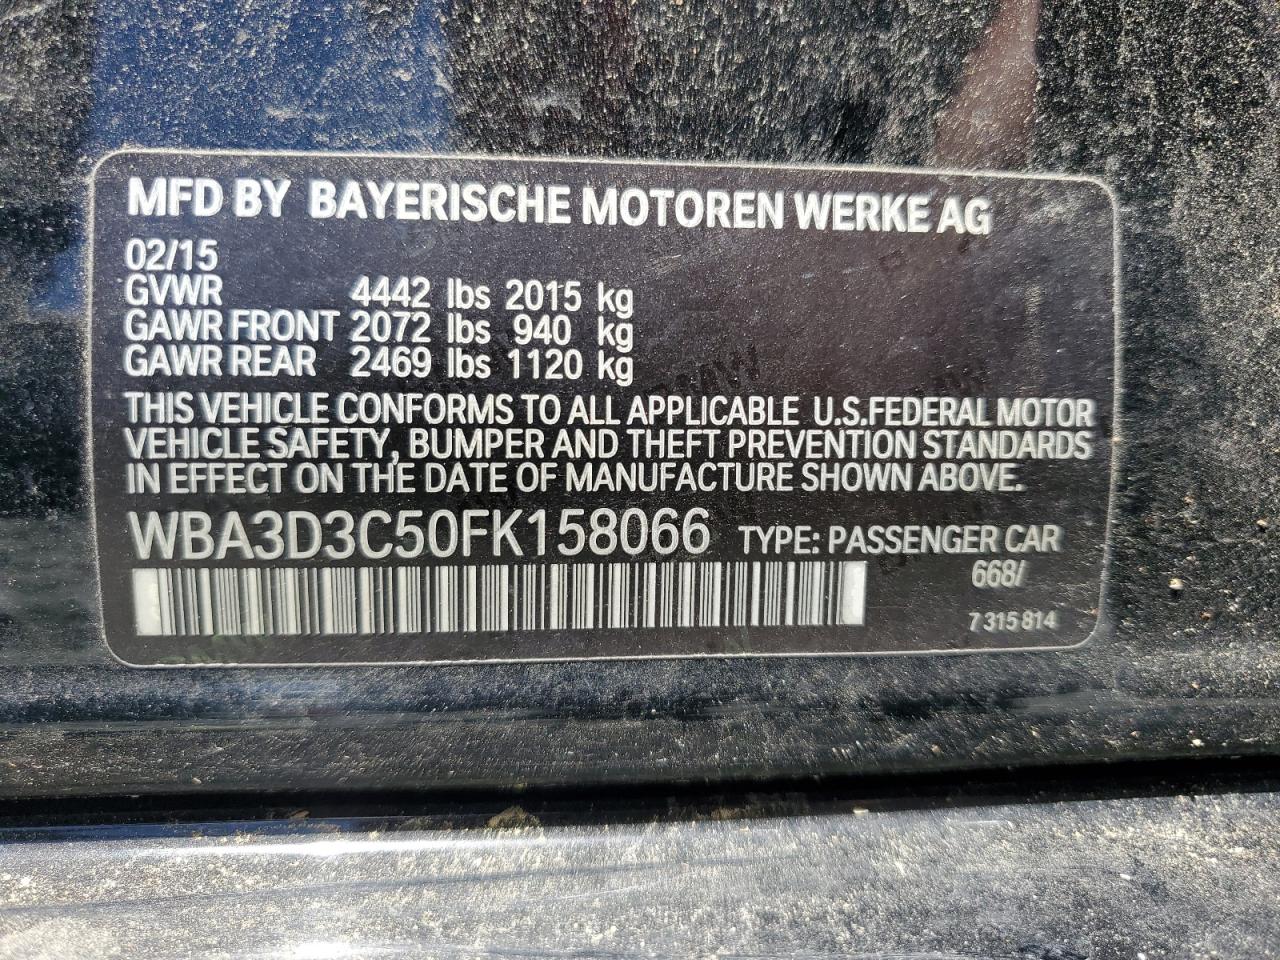 MFD BY BAYERISCHE MOTOREN WERKE AG
02/15
GVWR 4442 lbs 2015 kg
GAWR FRONT 2072 lbs 940 kg
GAWR REAR 2469 lbs 1120 kg
THIS VEHICLE CONFORMS TO ALL APPLICABLE U.S.FEDERAL MOTOR
VEHICLE SAFETY, BUMPER AND THEFT PREVENTION STANDARDS
IN EFFECT ON THE DATE OF MANUFACTURE SHOWN ABOVE.
WBA3D3C50FK158066 TYPE: PASSENGER CAR
668/
7 315 814